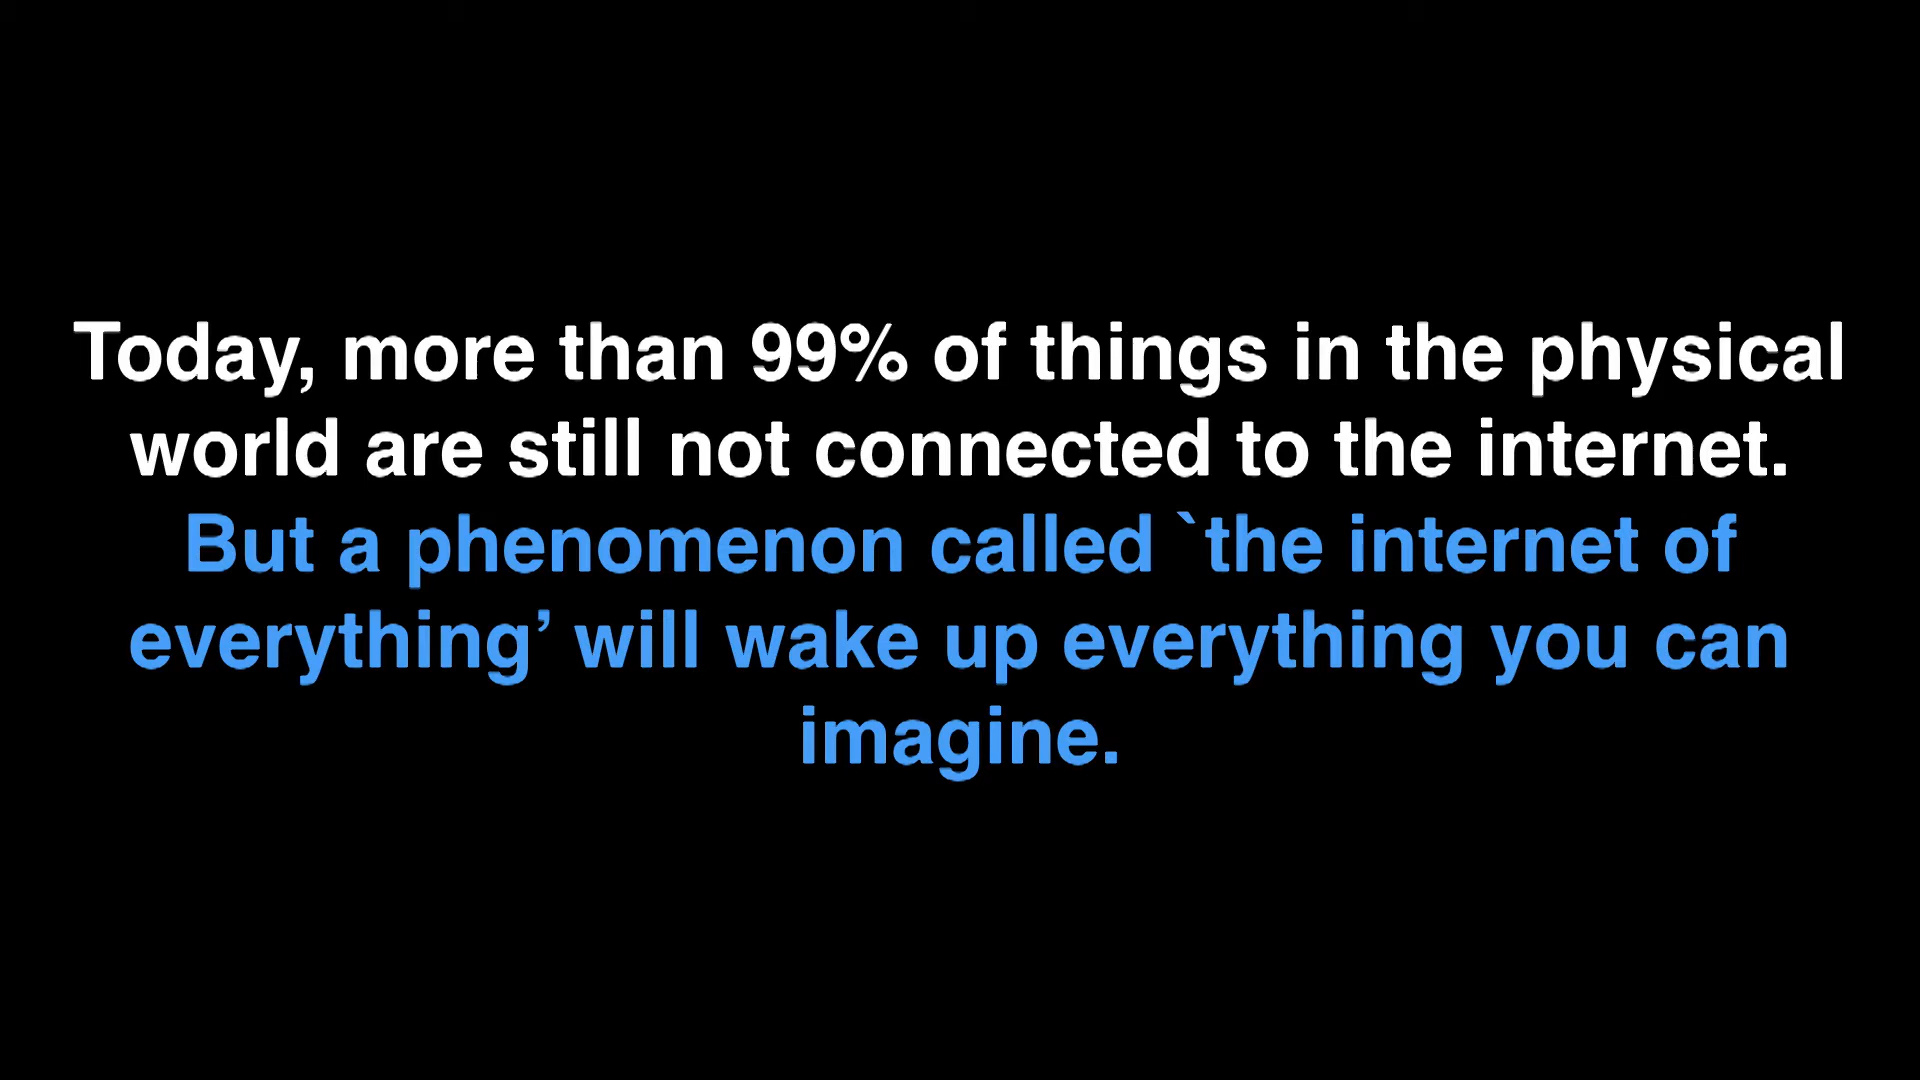 Today, more than 99% of things in the physical
world are still not connected to the internet.
But a phenomenon called `the internet of
everything’ will wake up everything you can
imagine.